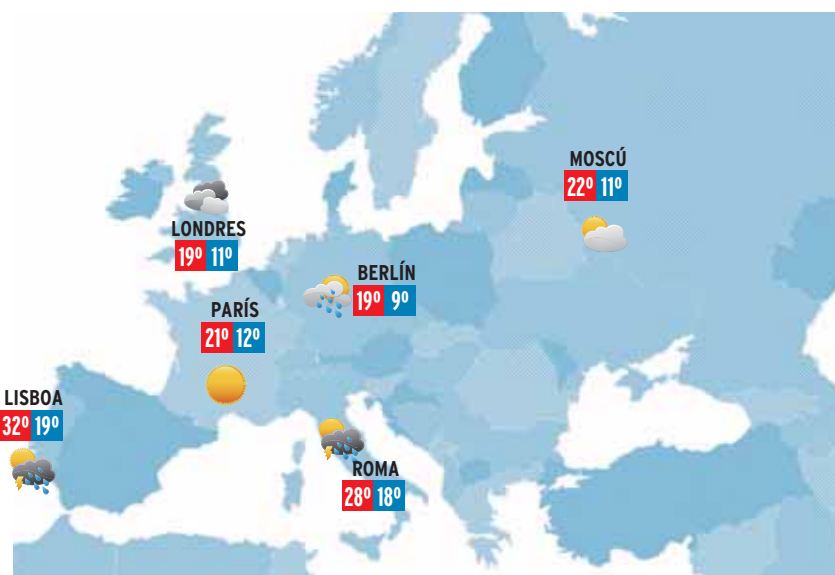 MOSCÚ
22º 11º
LONDRES
19º 11º
BERLÍN
19º 9º
PARÍS
21º 12º
LISBOA
32º 19º
ROMA
28º 18º